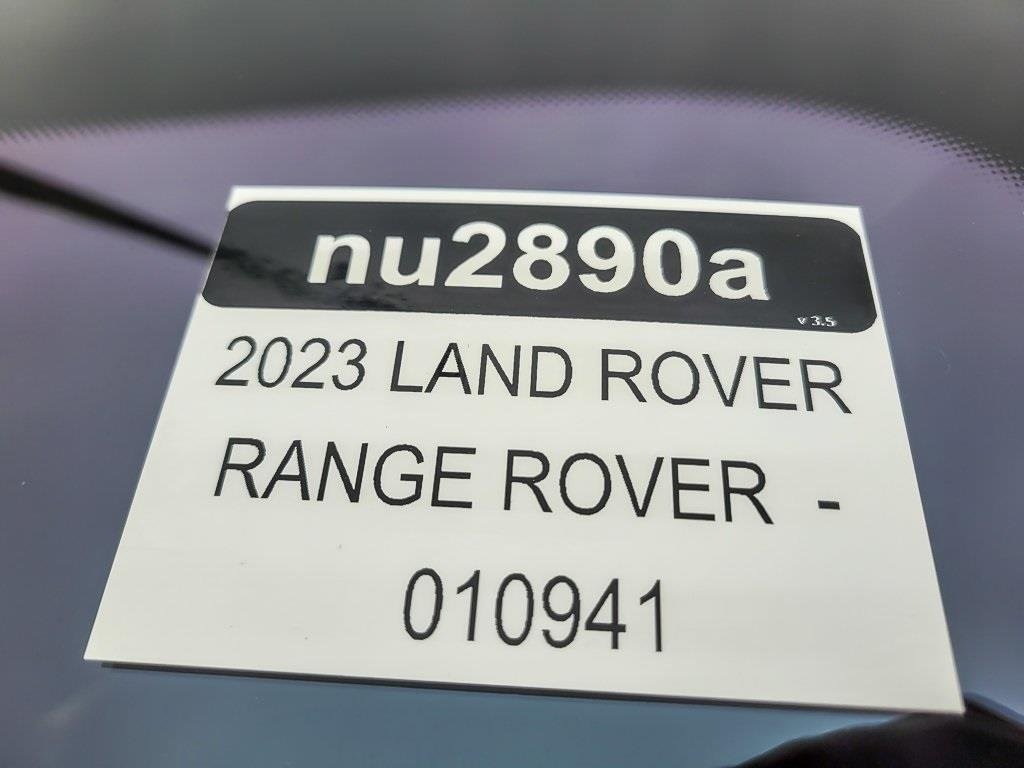 nu2890a
v 3.5
2023 LAND ROVER
RANGE ROVER -
010941